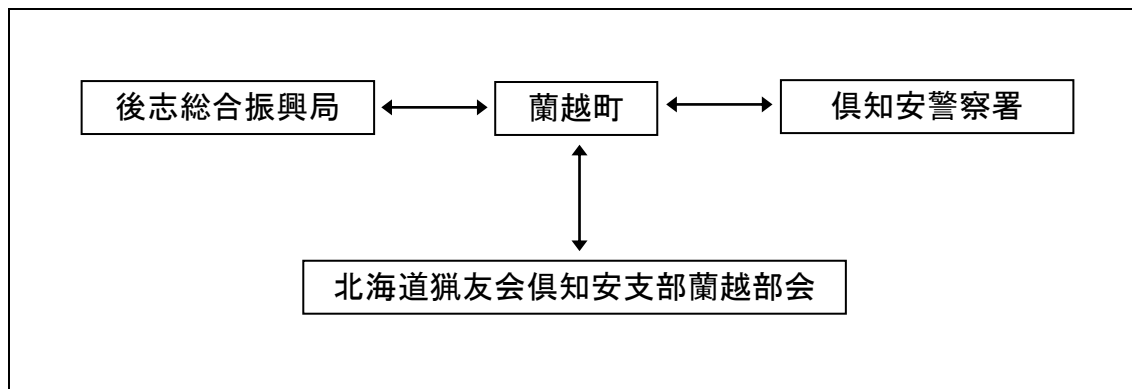 後志総合振興局
蘭越町
倶知安警察署
北海道猟友会倶知安支部蘭越部会